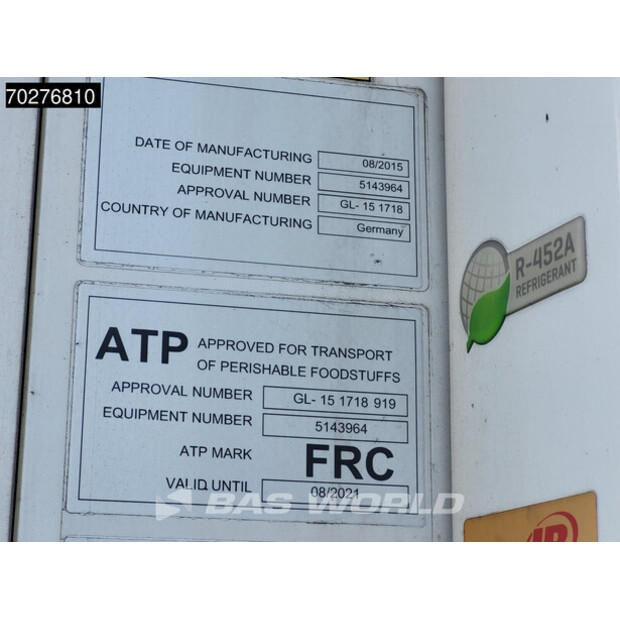 70276810
DATE OF MANUFACTURING 08/2015
EQUIPMENT NUMBER 5143964
APPROVAL NUMBER GL- 15 1718
COUNTRY OF MANUFACTURING Germany
R-452A
REFRIGERANT
ATP APPROVED FOR TRANSPORT
OF PERISHABLE FOODSTUFFS
APPROVAL NUMBER GL- 15 1718 919
EQUIPMENT NUMBER 5143964
ATP MARK FRC
VALID UNTIL 08/2021
BAS WORLD